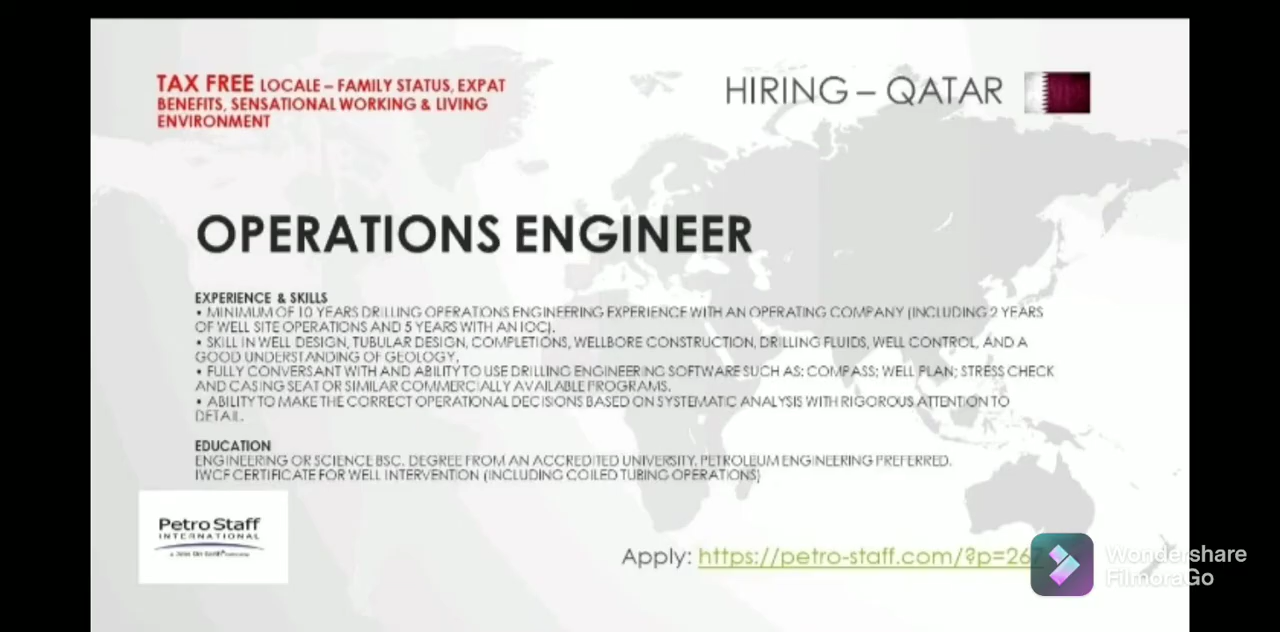 TAX FREE LOCALE – FAMILY STATUS, EXPAT
BENEFITS, SENSATIONAL WORKING & LIVING
ENVIRONMENT
HIRING – QATAR
OPERATIONS ENGINEER
EXPERIENCE & SKILLS
• MINIMUM OF 10 YEARS DRILLING OPERATIONS ENGINEERING EXPERIENCE WITH AN OPERATING COMPANY (INCLUDING 2 YEARS
OF WELL SITE OPERATIONS AND 5 YEARS WITH AN IOC).
• SKILL IN WELL DESIGN, TUBULAR DESIGN, COMPLETIONS, WELLBORE CONSTRUCTION, DRILLING FLUIDS, WELL CONTROL, AND A
GOOD UNDERSTANDING OF GEOLOGY.
• FULLY CONVERSANT WITH AND ABILITY TO USE DRILLING ENGINEERING SOFTWARE SUCH AS: COMPASS; WELL PLAN; STRESS CHECK
AND CASING SEAT OR SIMILAR COMMERCIALLY AVAILABLE PROGRAMS.
• ABILITY TO MAKE THE CORRECT OPERATIONAL DECISIONS BASED ON SYSTEMATIC ANALYSIS WITH RIGOROUS ATTENTION TO
DETAIL.
EDUCATION
ENGINEERING OR SCIENCE BSC. DEGREE FROM AN ACCREDITED UNIVERSITY, PETROLEUM ENGINEERING PREFERRED.
IWCF CERTIFICATE FOR WELL INTERVENTION (INCLUDING COILED TUBING OPERATIONS)
Petro Staff
INTERNATIONAL
Apply: https://petro-staff.com/?p=267
Wondershare
FilmoraGo